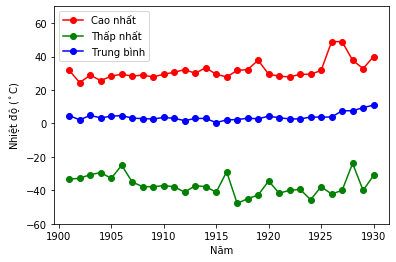 Cao nhất
Thấp nhất
Trung bình
Nhiệt độ (°C)
60
40
20
0
−20
−40
−60
1900
1905
1910
1915
1920
1925
1930
Năm